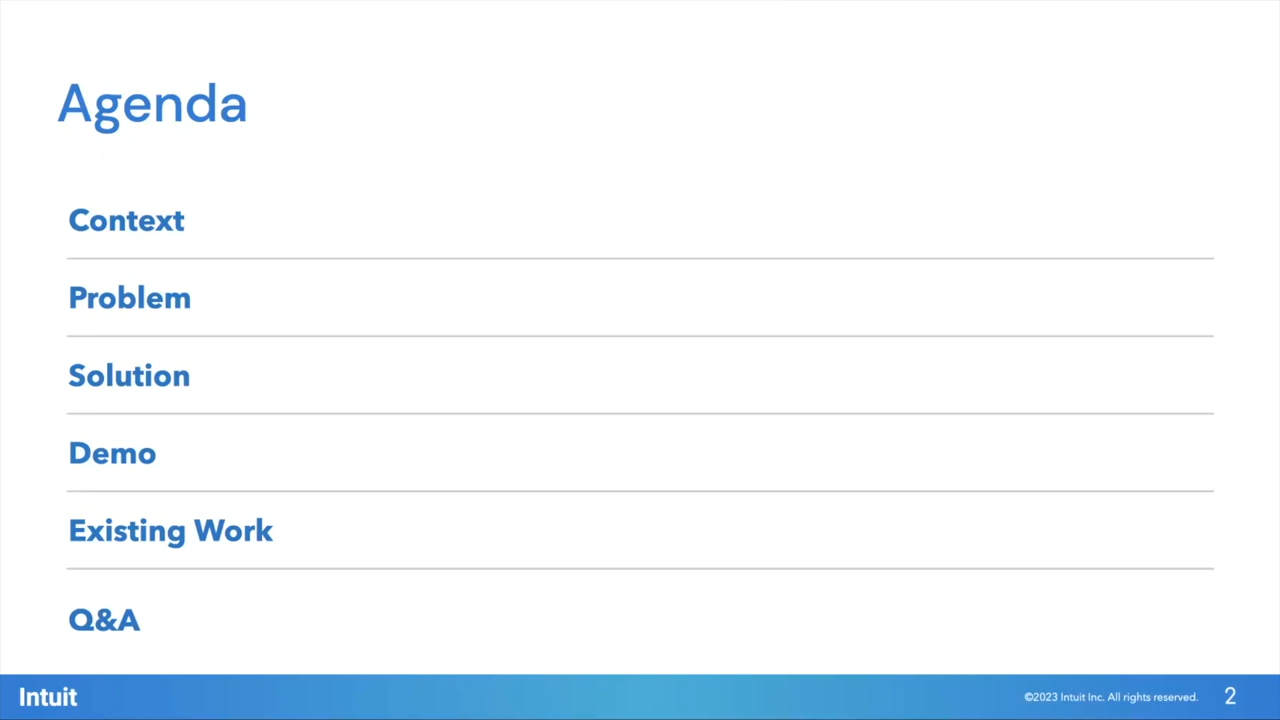 Agenda
Context
Problem
Solution
Demo
Existing Work
Q&A
Intuit
©2023 Intuit Inc. All rights reserved.
2